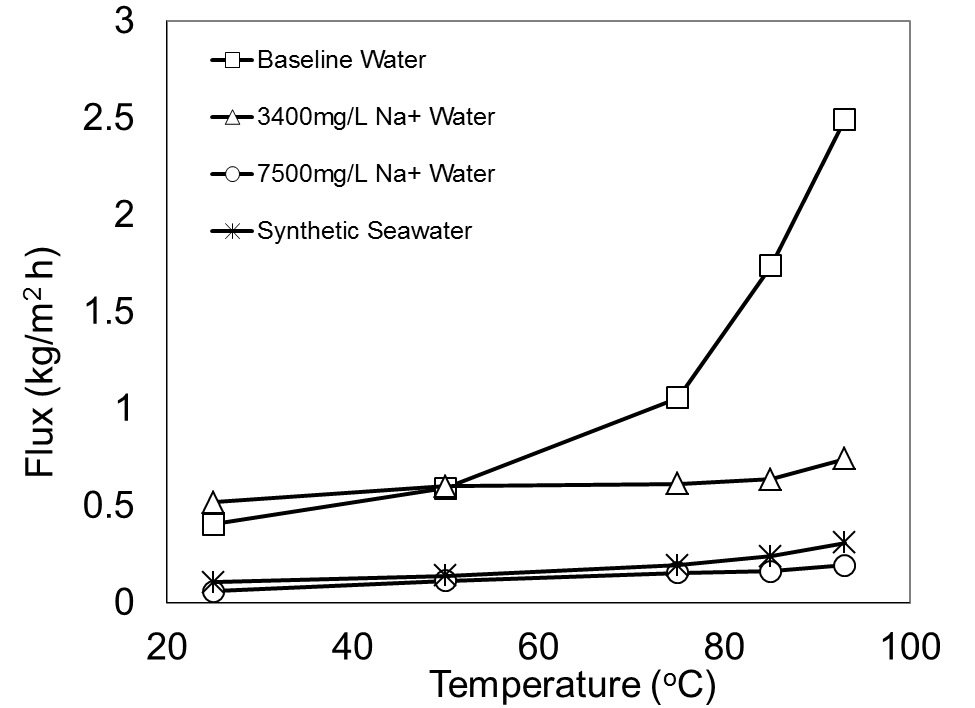 3
2.5
2
1.5
1
0.5
0
Flux (kg/m² h)
Baseline Water
3400mg/L Na+ Water
7500mg/L Na+ Water
Synthetic Seawater
20 40 60 80 100
Temperature (ᵒC)